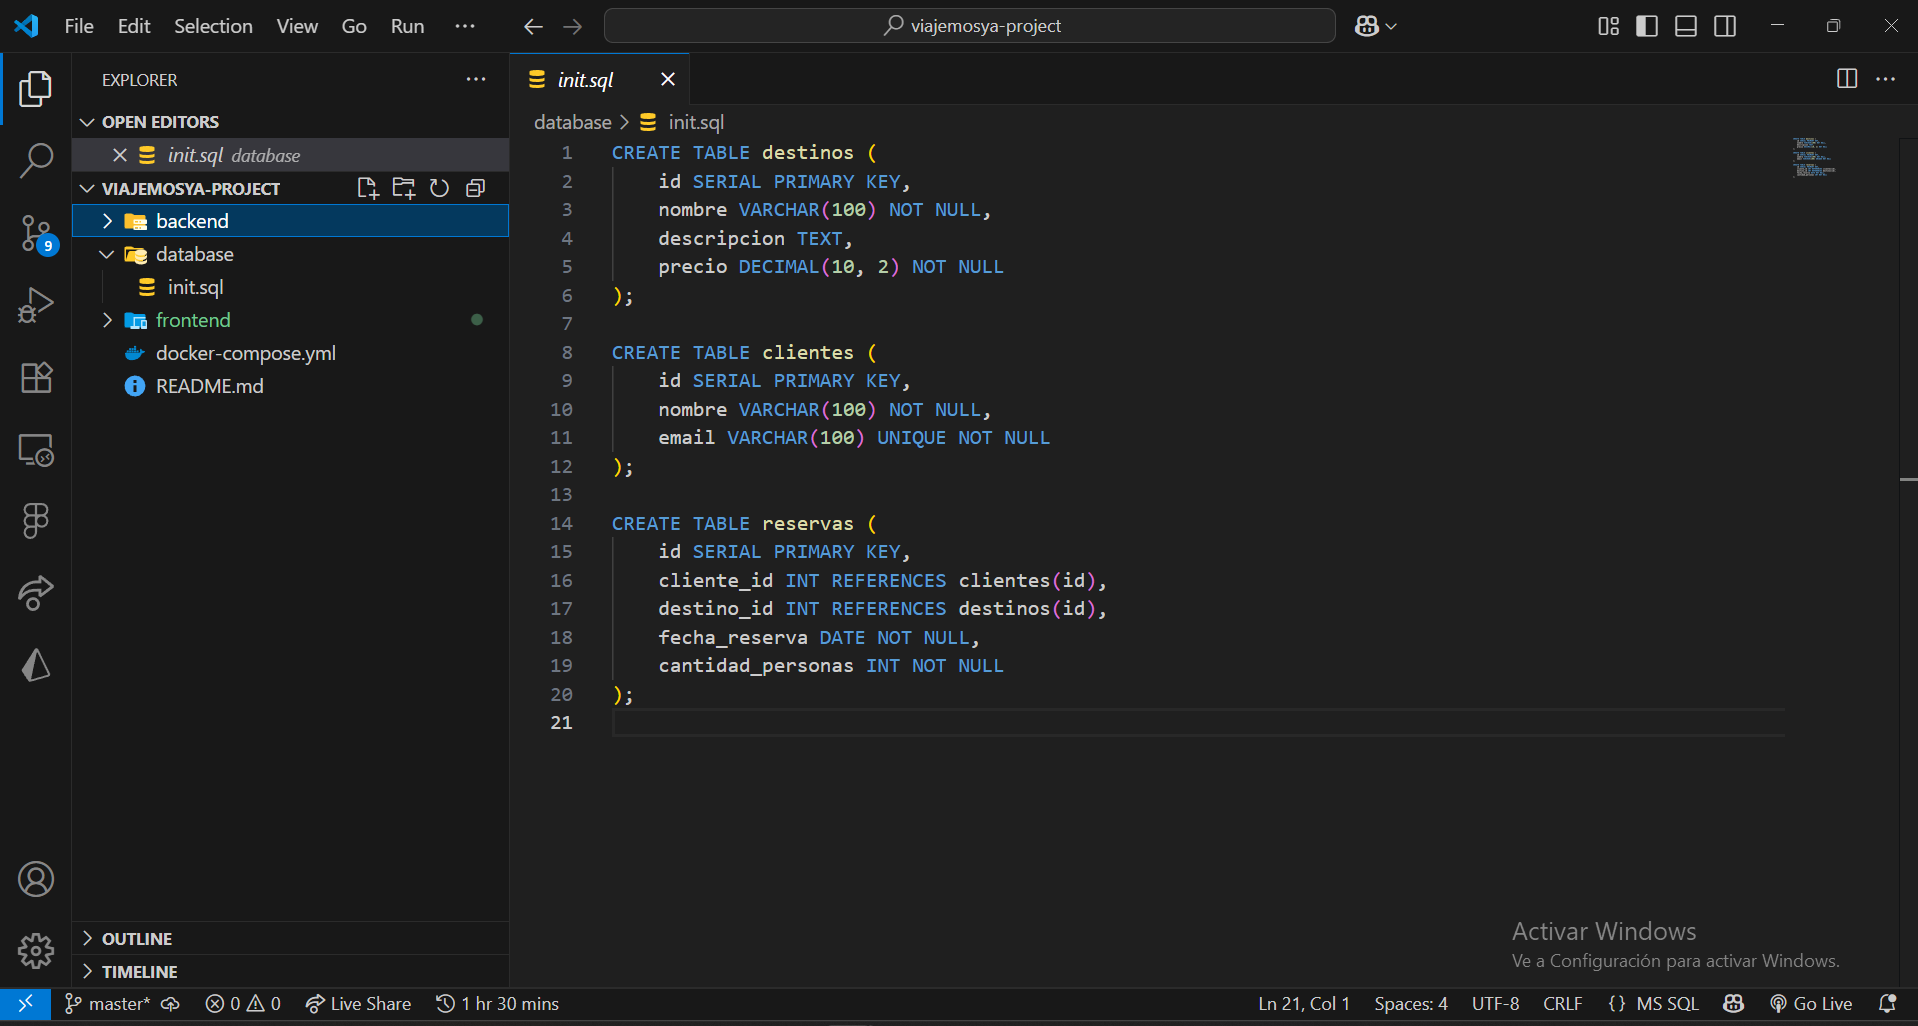 File Edit Selection View Go Run
viajemosya-project
EXPLORER
OPEN EDITORS
init.sql database
VIAJEMOSYA-PROJECT
backend
database
init.sql
frontend
docker-compose.yml
README.md
OUTLINE
TIMELINE
9
init.sql
database > init.sql
1 CREATE TABLE destinos (
2 id SERIAL PRIMARY KEY,
3 nombre VARCHAR(100) NOT NULL,
4 descripcion TEXT,
5 precio DECIMAL(10, 2) NOT NULL
6 );
7
8 CREATE TABLE clientes (
9 id SERIAL PRIMARY KEY,
10 nombre VARCHAR(100) NOT NULL,
11 email VARCHAR(100) UNIQUE NOT NULL
12 );
13
14 CREATE TABLE reservas (
15 id SERIAL PRIMARY KEY,
16 cliente_id INT REFERENCES clientes(id),
17 destino_id INT REFERENCES destinos(id),
18 fecha_reserva DATE NOT NULL,
19 cantidad_personas INT NOT NULL
20 );
21
Activar Windows
Ve a Configuración para activar Windows.
master* 0 0 Live Share 1 hr 30 mins Ln 21, Col 1 Spaces: 4 UTF-8 CRLF {} MS SQL Go Live